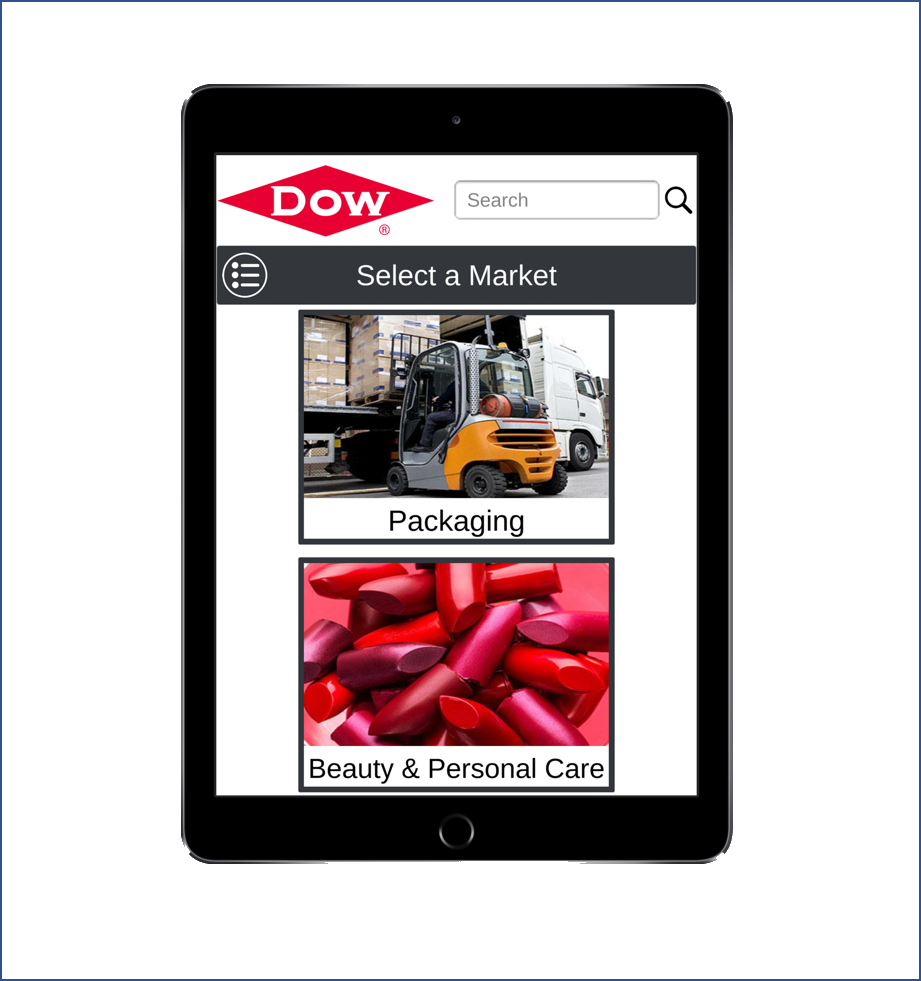 DOW
®
Search
Select a Market
Packaging
Beauty & Personal Care